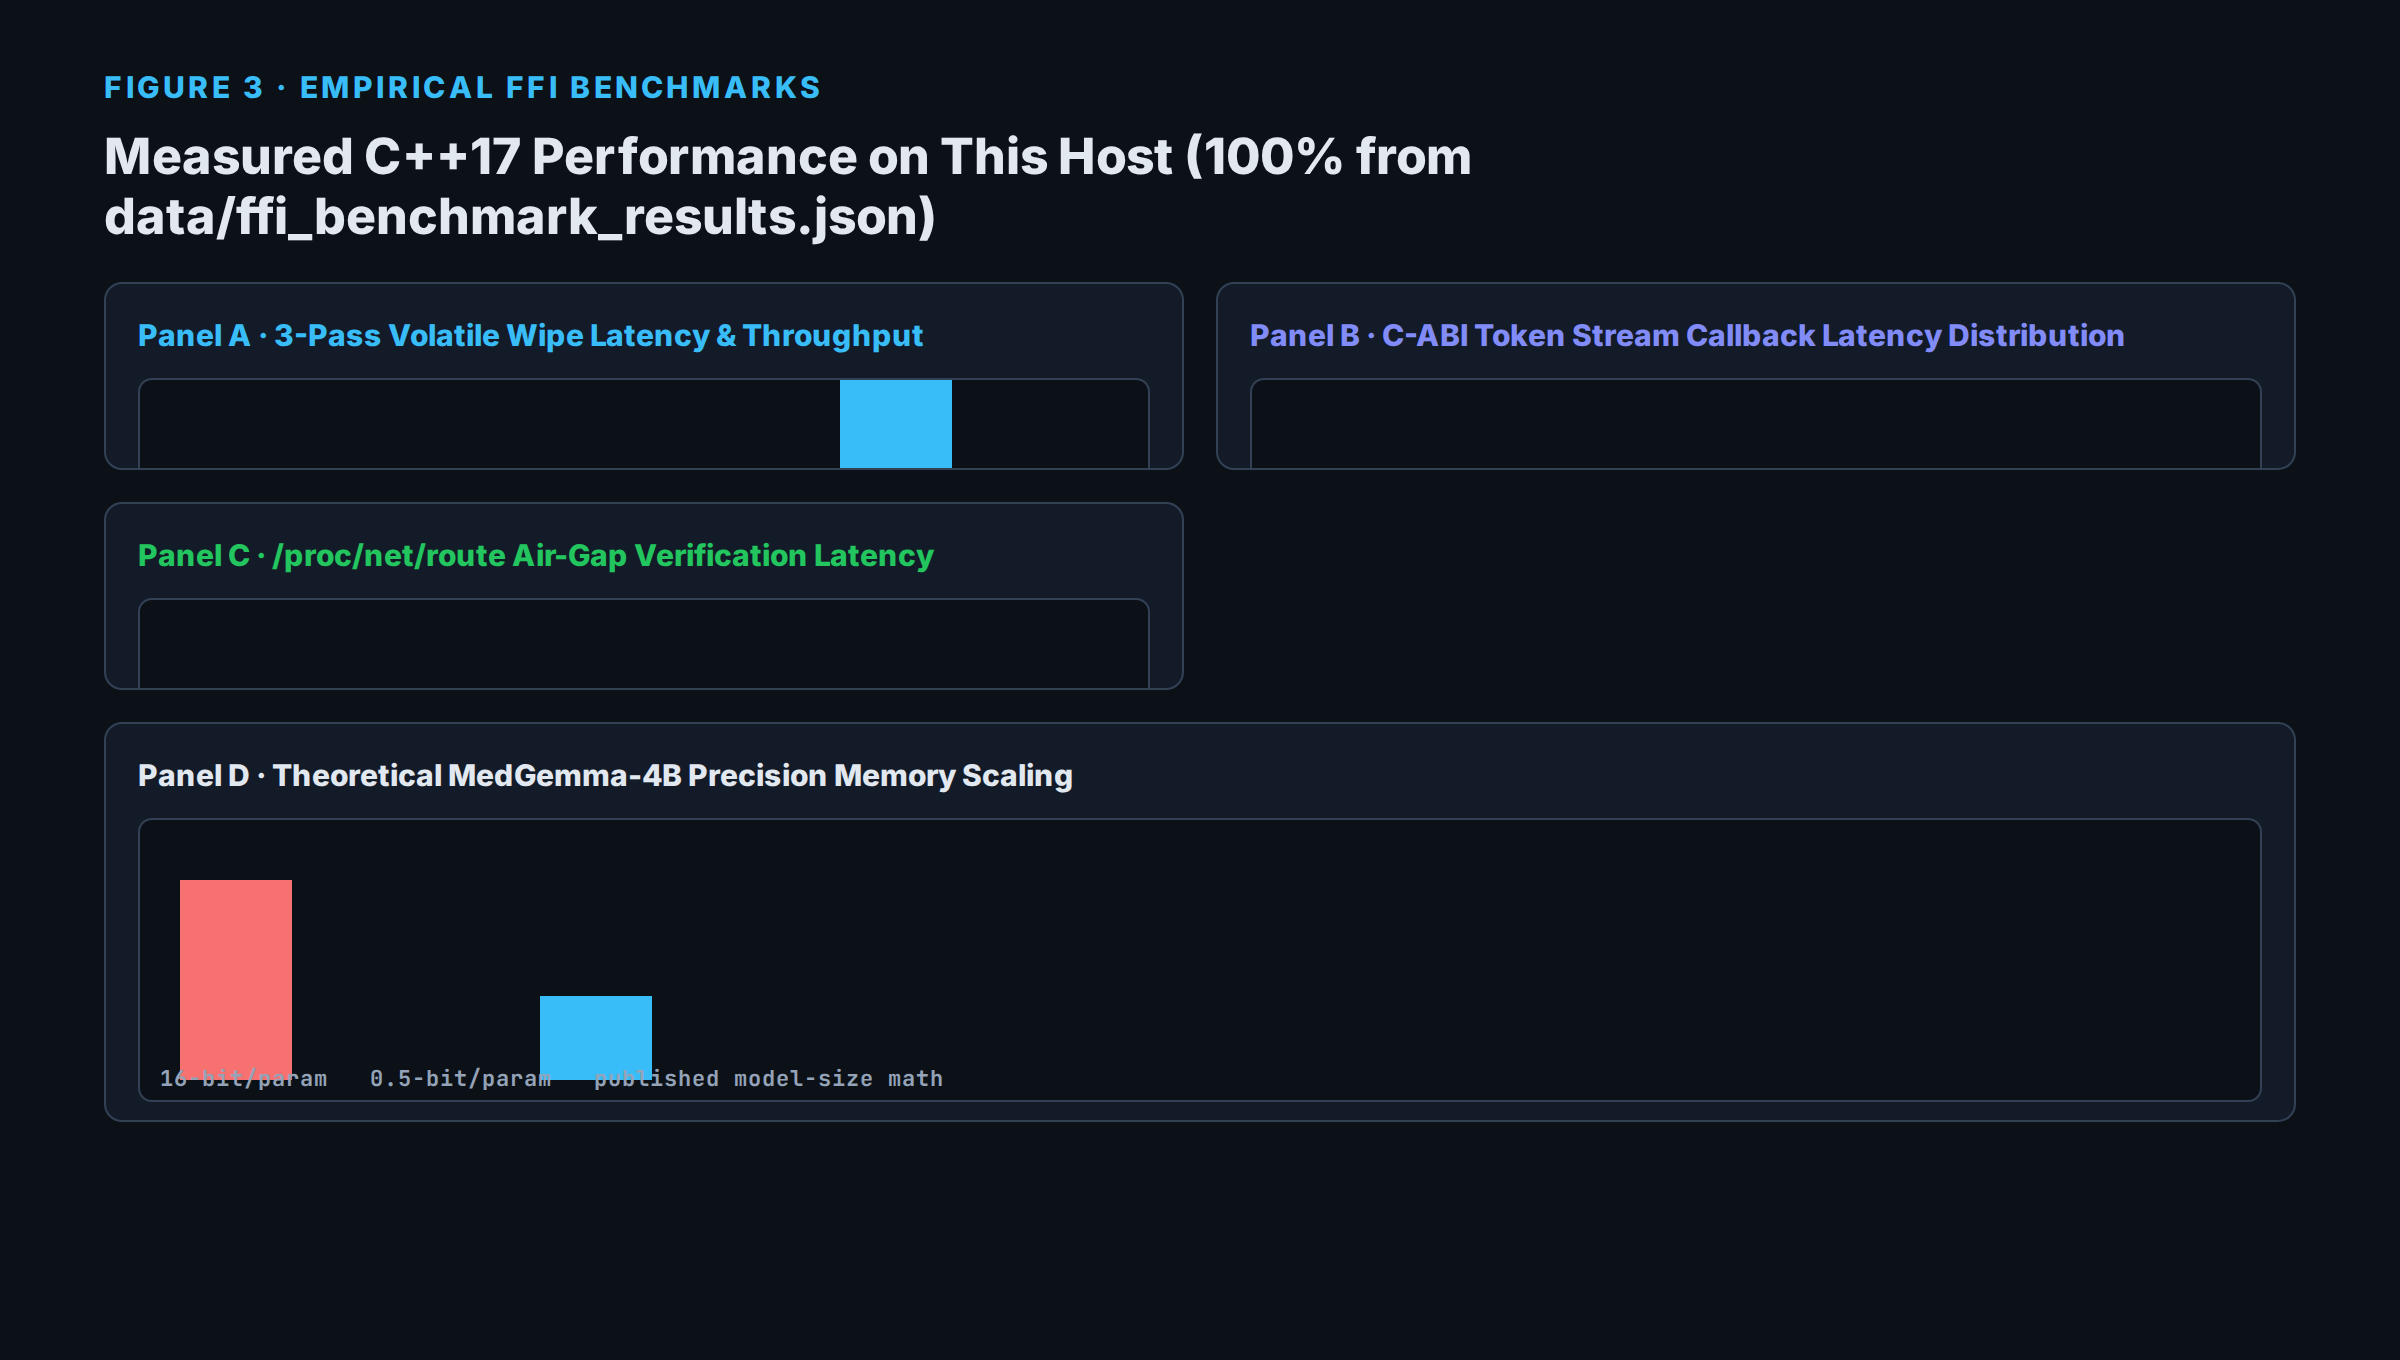 FIGURE 3 · EMPIRICAL FFI BENCHMARKS
Measured C++17 Performance on This Host (100% from
data/ffi_benchmark_results.json)
Panel A · 3-Pass Volatile Wipe Latency & Throughput
Panel B · C-ABI Token Stream Callback Latency Distribution
Panel C · /proc/net/route Air-Gap Verification Latency
Panel D · Theoretical MedGemma-4B Precision Memory Scaling
16-bit/param 0.5-bit/param published model-size math